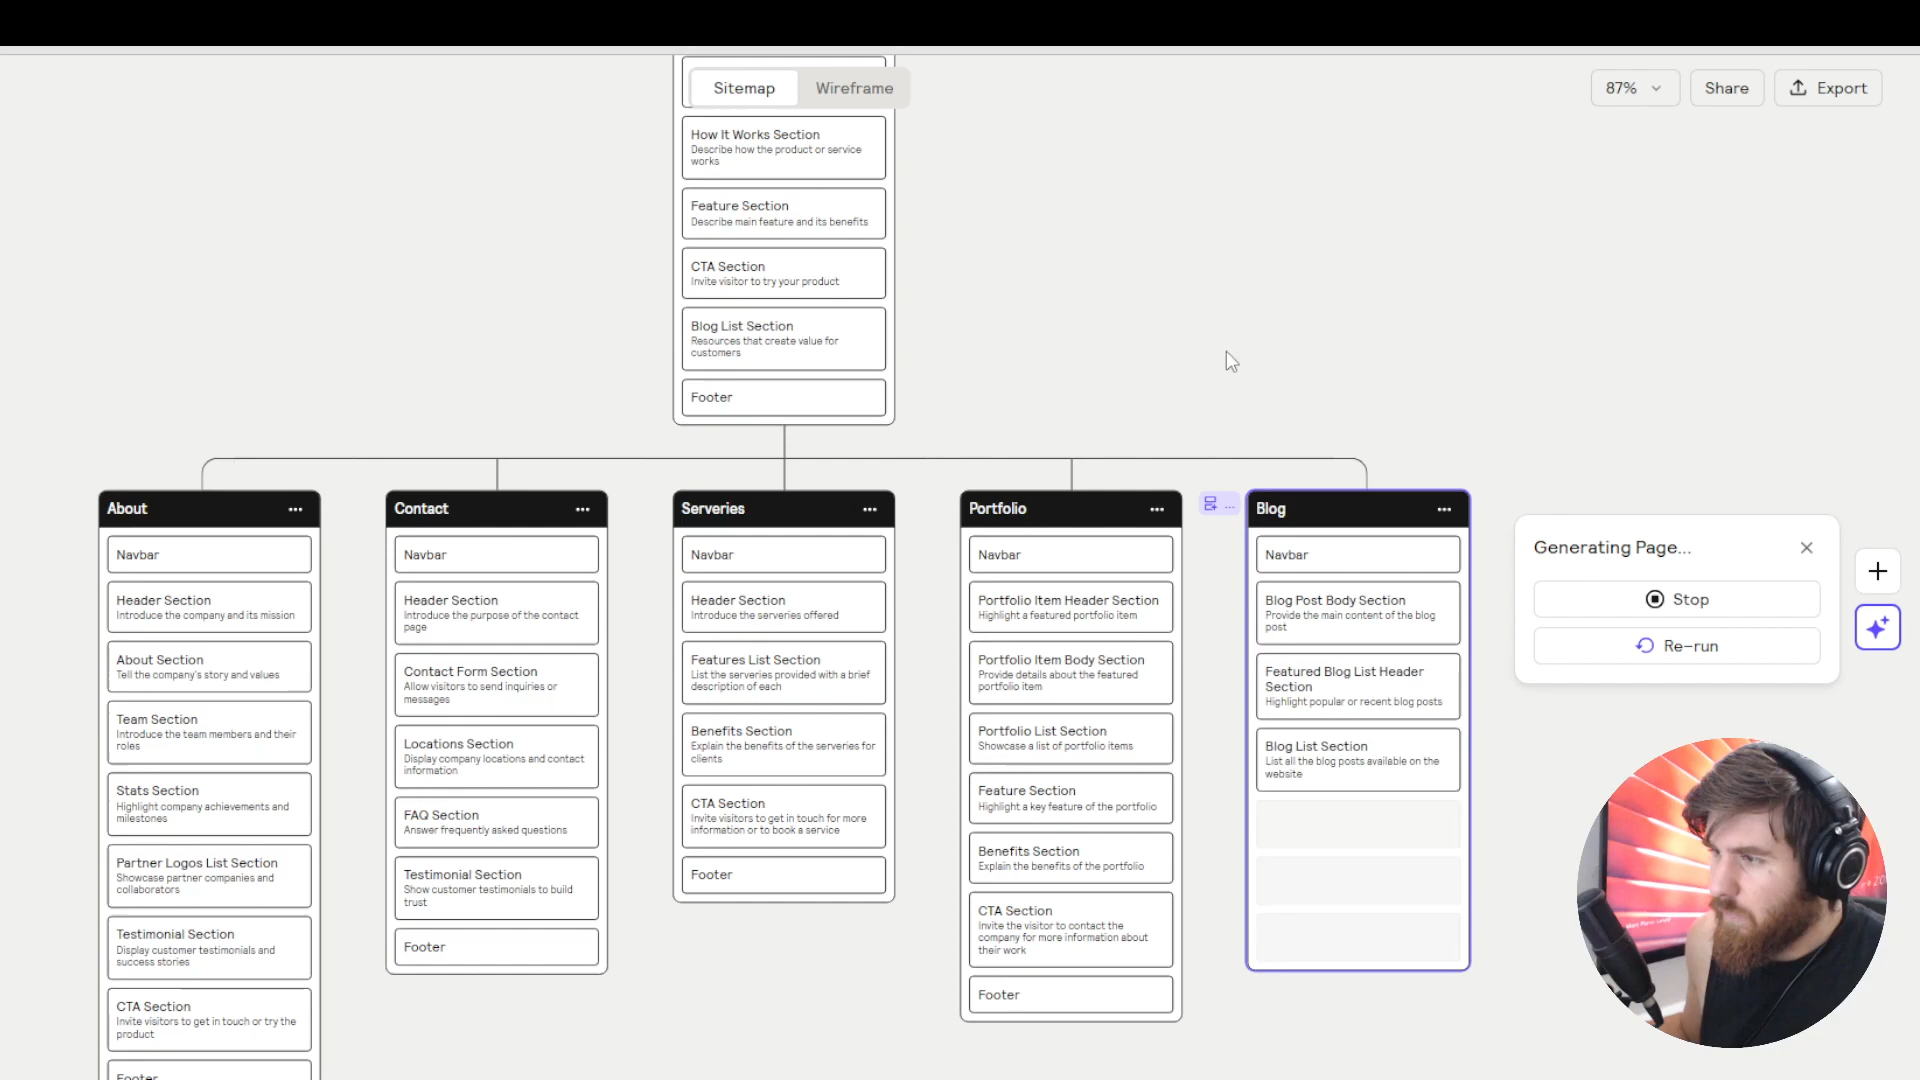 Sitemap
Wireframe
87%
Share
Export
How It Works Section
Describe how the product or service
works
Feature Section
Describe main feature and its benefits
CTA Section
Invite visitor to try your product
Blog List Section
Resources that create value for
customers
Footer
About
...
Navbar
Header Section
Introduce the company and its mission
About Section
Tell the company's story and values
Team Section
Introduce the team members and their
roles
Stats Section
Highlight company achievements and
milestones
Partner Logos List Section
Showcase partner companies and
collaborators
Testimonial Section
Display customer testimonials and
success stories
CTA Section
Invite visitors to get in touch or try the
product
Footer
Contact
...
Navbar
Header Section
Introduce the purpose of the contact
page
Contact Form Section
Allow visitors to send inquiries or
messages
Locations Section
Display company locations and contact
information
FAQ Section
Answer frequently asked questions
Testimonial Section
Show customer testimonials to build
trust
Footer
Serveries
...
Navbar
Header Section
Introduce the serveries offered
Features List Section
List the serveries provided with a brief
description of each
Benefits Section
Explain the benefits of the serveries for
clients
CTA Section
Invite visitors to get in touch for more
information or to book a service
Footer
Portfolio
...
Navbar
Portfolio Item Header Section
Highlight a featured portfolio item
Portfolio Item Body Section
Provide details about the featured
portfolio item
Portfolio List Section
Showcase a list of portfolio items
Feature Section
Highlight a key feature of the portfolio
Benefits Section
Explain the benefits of the portfolio
CTA Section
Invite the visitor to contact the
company for more information about
their work
Footer
...
Blog
...
Navbar
Blog Post Body Section
Provide the main content of the blog
post
Featured Blog List Header
Section
Highlight popular or recent blog posts
Blog List Section
List all the blog posts available on the
website
Generating Page...
Stop
Re-run